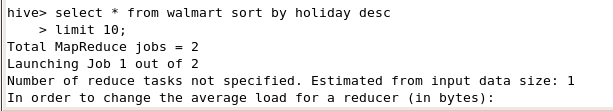 hive> select * from walmart sort by holiday desc
    > limit 10;
Total MapReduce jobs = 2
Launching Job 1 out of 2
Number of reduce tasks not specified. Estimated from input data size: 1
In order to change the average load for a reducer (in bytes):